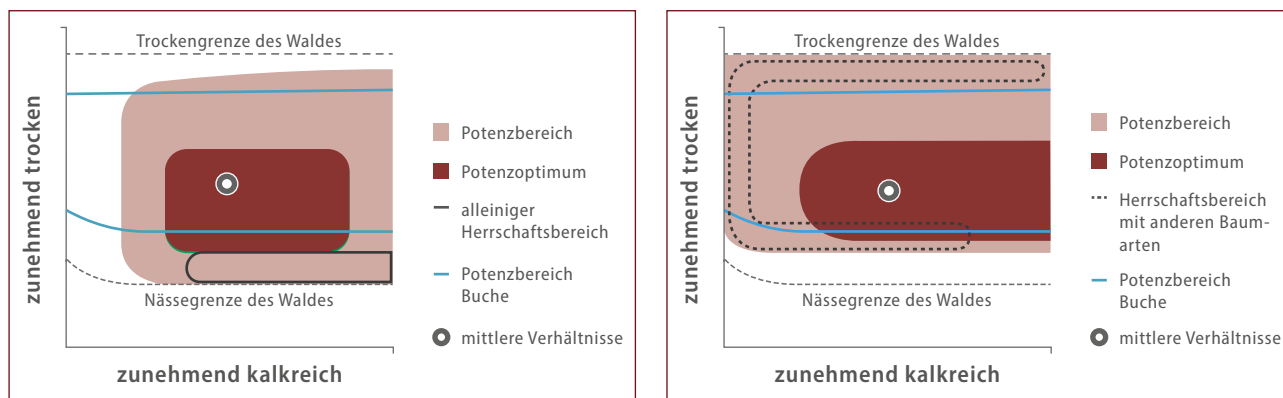 Trockengrenze des Waldes
zunehmend trocken
Potenzbereich
Potenzoptimum
alleiniger
Herrschaftsbereich
Potenzbereich
Buche
mittlere Verhältnisse
Nässegrenze des Waldes
zunehmend kalkreich
Trockengrenze des Waldes
zunehmend trocken
Potenzbereich
Potenzoptimum
Herrschaftsbereich
mit anderen Baum-
arten
Potenzbereich
Buche
mittlere Verhältnisse
Nässegrenze des Waldes
zunehmend kalkreich